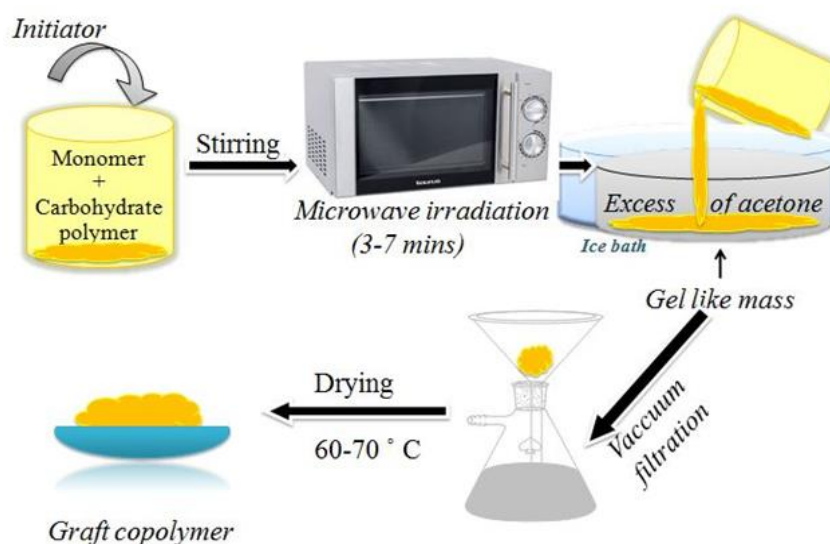 Initiator
Monomer
+
Carbohydrate
polymer
Stirring
taurus
Microwave irradiation
(3-7 mins)
Excess of acetone
Ice bath
Gel like mass
Vaccuum
filtration
Drying
60-70 ˚ C
Graft copolymer